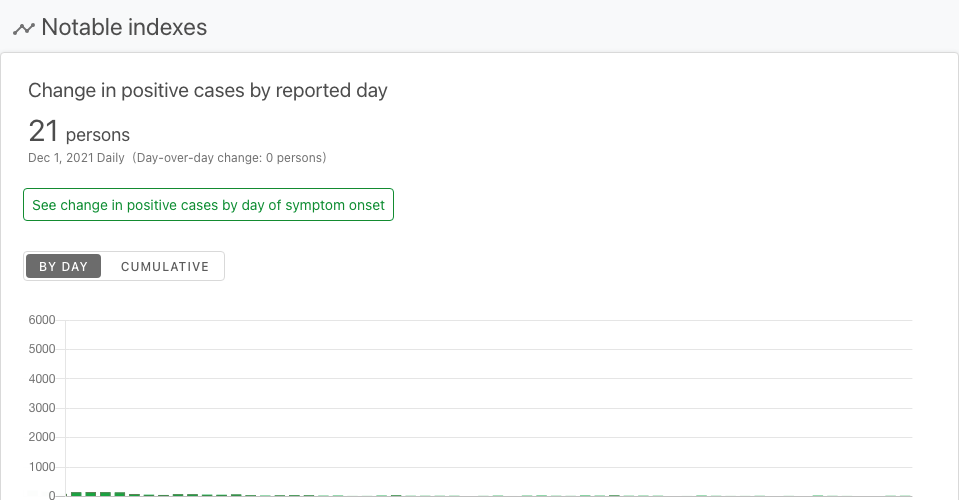 Notable indexes
Change in positive cases by reported day
21 persons
Dec 1, 2021 Daily (Day-over-day change: 0 persons)
See change in positive cases by day of symptom onset
BY DAY CUMULATIVE
6000
5000
4000
3000
2000
1000
0